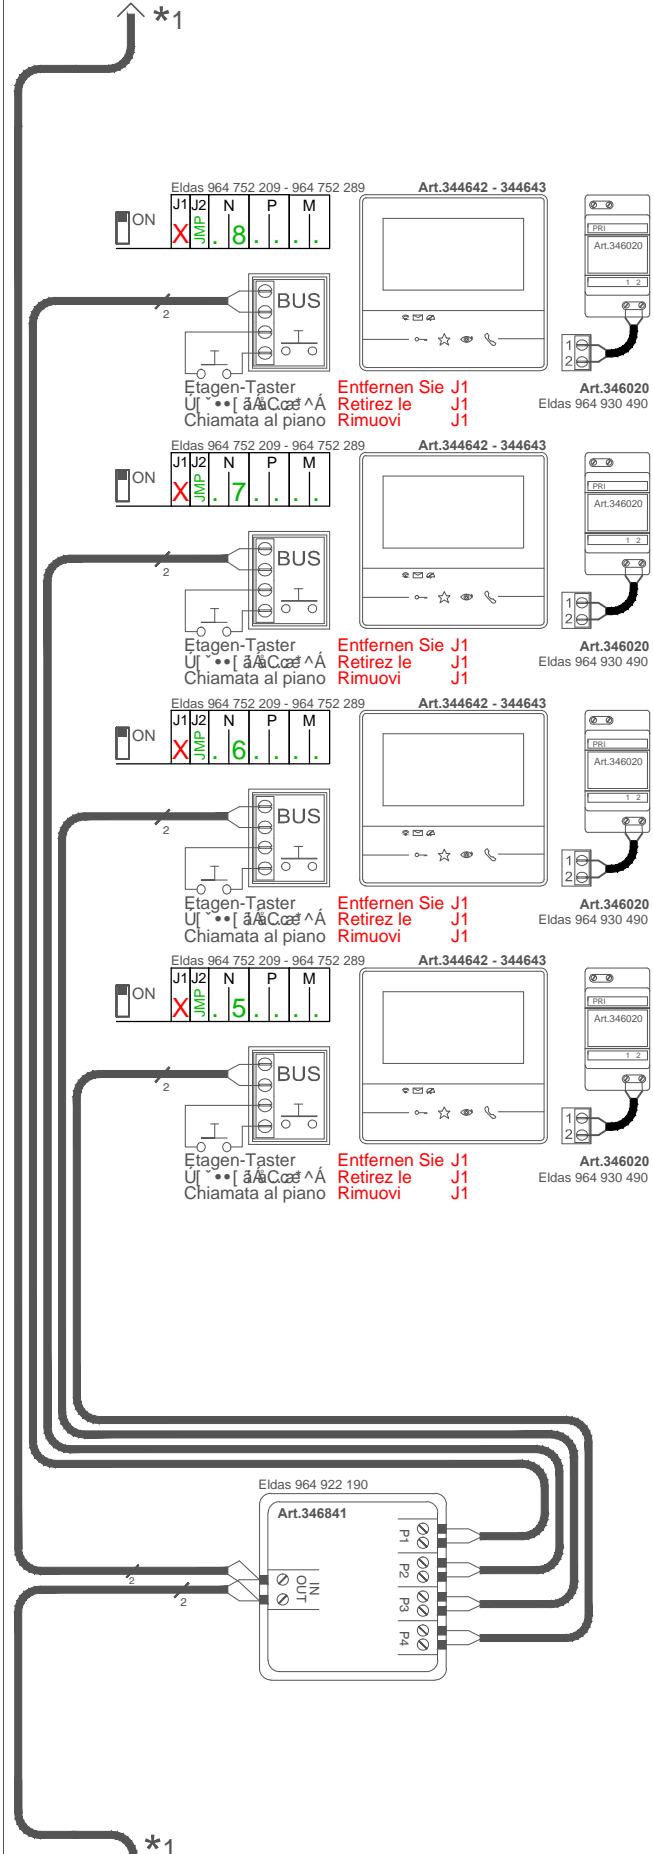 *1
Eldas 964 752 209 - 964 752 289
Art.344642 - 344643
ON
J1 J2 N P M
X JMP . 8 . . . .
PRI
Art.346020
1 2
BUS
2
1
2
Etagen-Taster Entfernen Sie J1
Retirez le J1
Chiamata al piano Rimuovi J1
Art.346020
Eldas 964 930 490
Eldas 964 752 209 - 964 752 289
Art.344642 - 344643
ON
J1 J2 N P M
X JMP . 7 . . . .
PRI
Art.346020
1 2
BUS
2
1
2
Etagen-Taster Entfernen Sie J1
Retirez le J1
Chiamata al piano Rimuovi J1
Art.346020
Eldas 964 930 490
Eldas 964 752 209 - 964 752 289
Art.344642 - 344643
ON
J1 J2 N P M
X JMP . 6 . . . .
PRI
Art.346020
1 2
BUS
2
1
2
Etagen-Taster Entfernen Sie J1
Retirez le J1
Chiamata al piano Rimuovi J1
Art.346020
Eldas 964 930 490
Eldas 964 752 209 - 964 752 289
Art.344642 - 344643
ON
J1 J2 N P M
X JMP . 5 . . . .
PRI
Art.346020
1 2
BUS
2
1
2
Etagen-Taster Entfernen Sie J1
Retirez le J1
Chiamata al piano Rimuovi J1
Art.346020
Eldas 964 930 490
Eldas 964 922 190
Art.346841
P1
P2
P3
P4
IN
OUT
2
2
*1